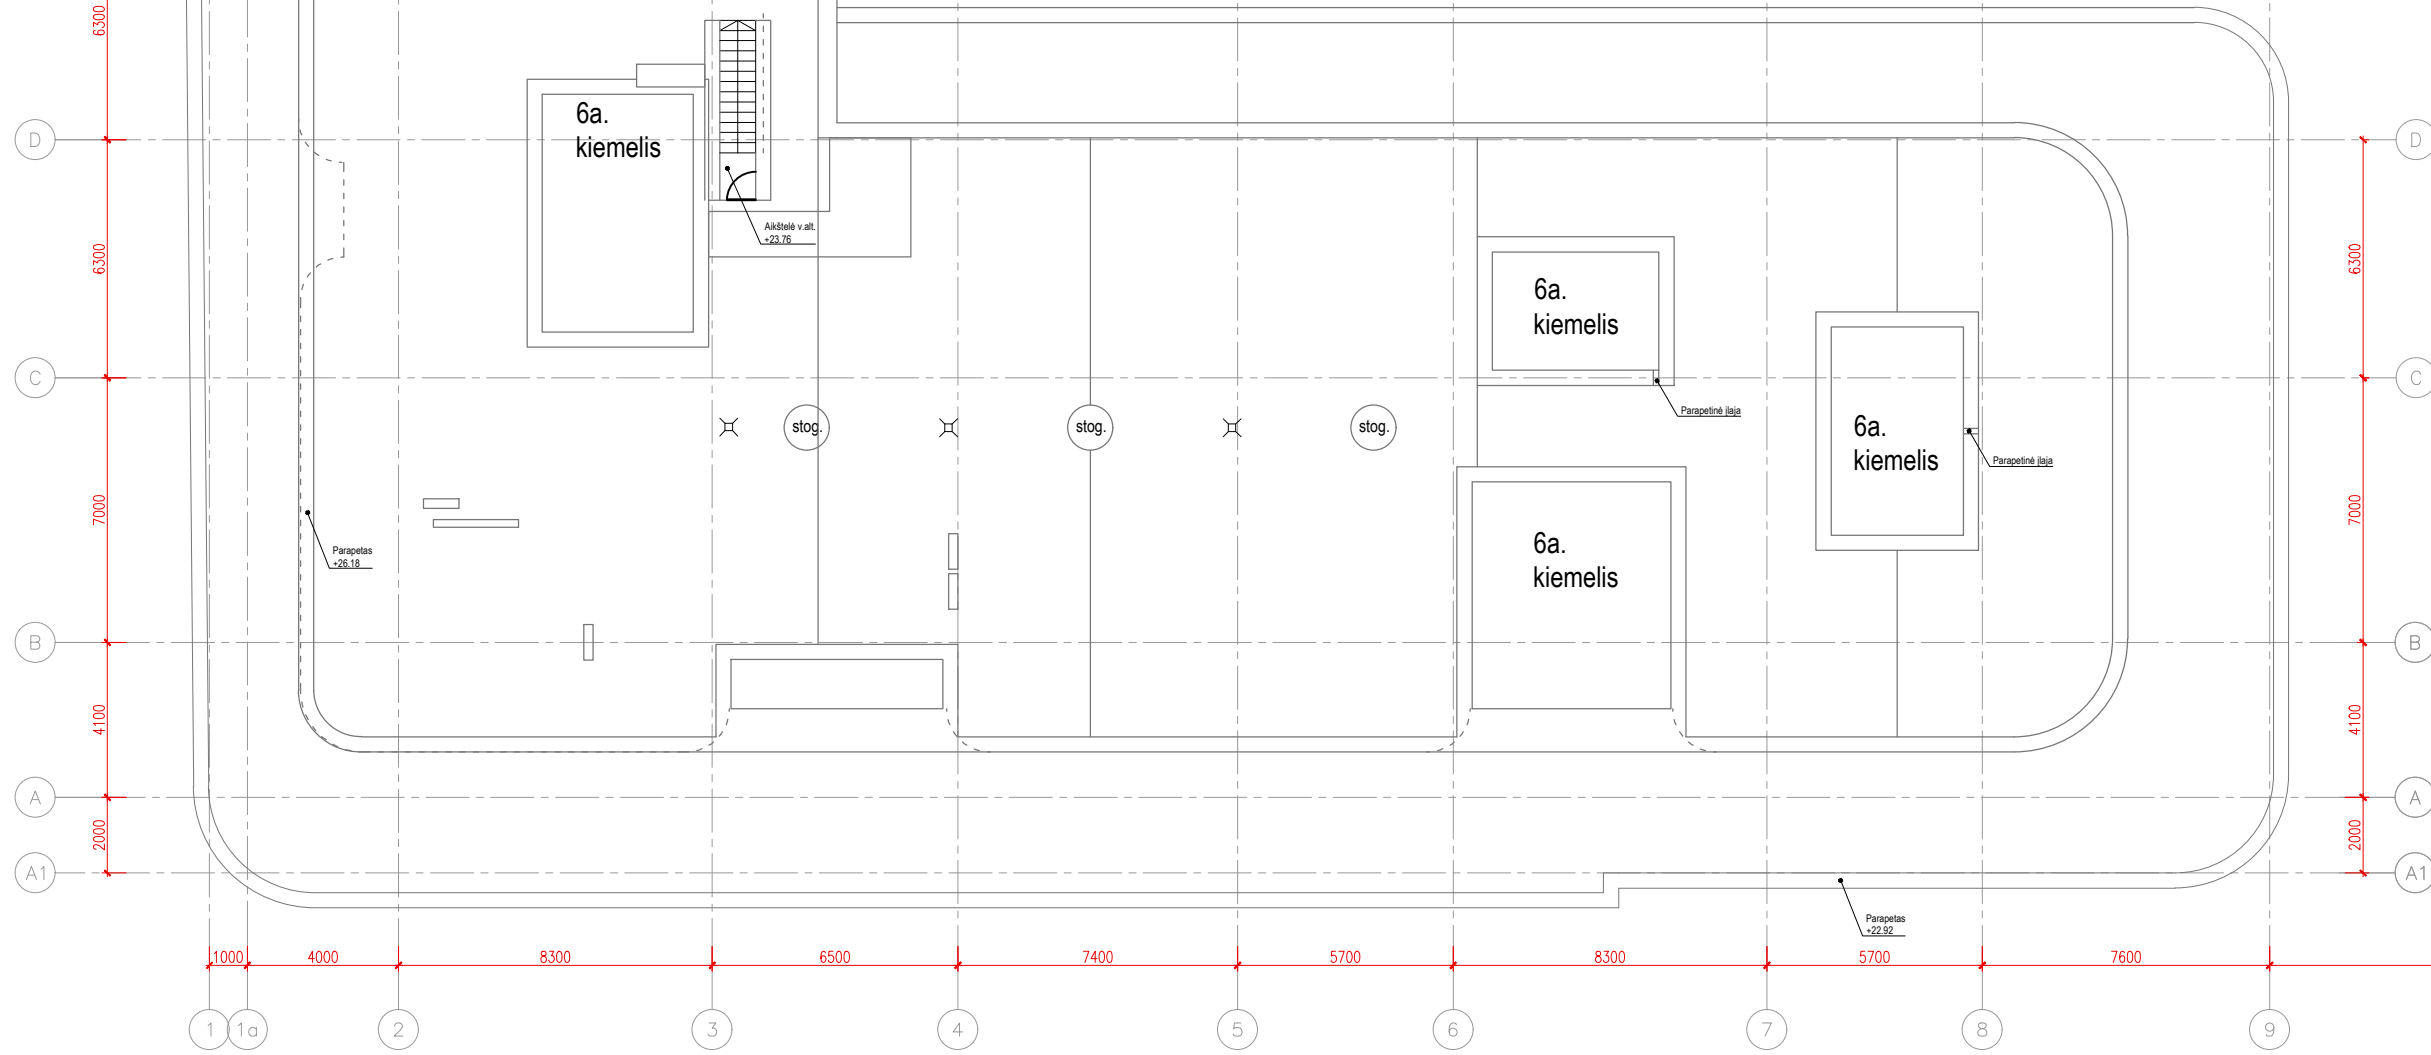 6300
6a.
kiemelis
D
D
Aikštelė v.alt.
+23.76
6300
6300
6a.
kiemelis
C
C
Parapetinė įlaja
stog.
stog.
stog.
6a.
kiemelis
Parapetinė įlaja
7000
7000
Parapetas
+26.18
6a.
kiemelis
B
B
4100
4100
A
A
2000
2000
A1
A1
Parapetas
+22.92
1000
4000
8300
6500
7400
5700
8300
5700
7600
1
1a
2
3
4
5
6
7
8
9